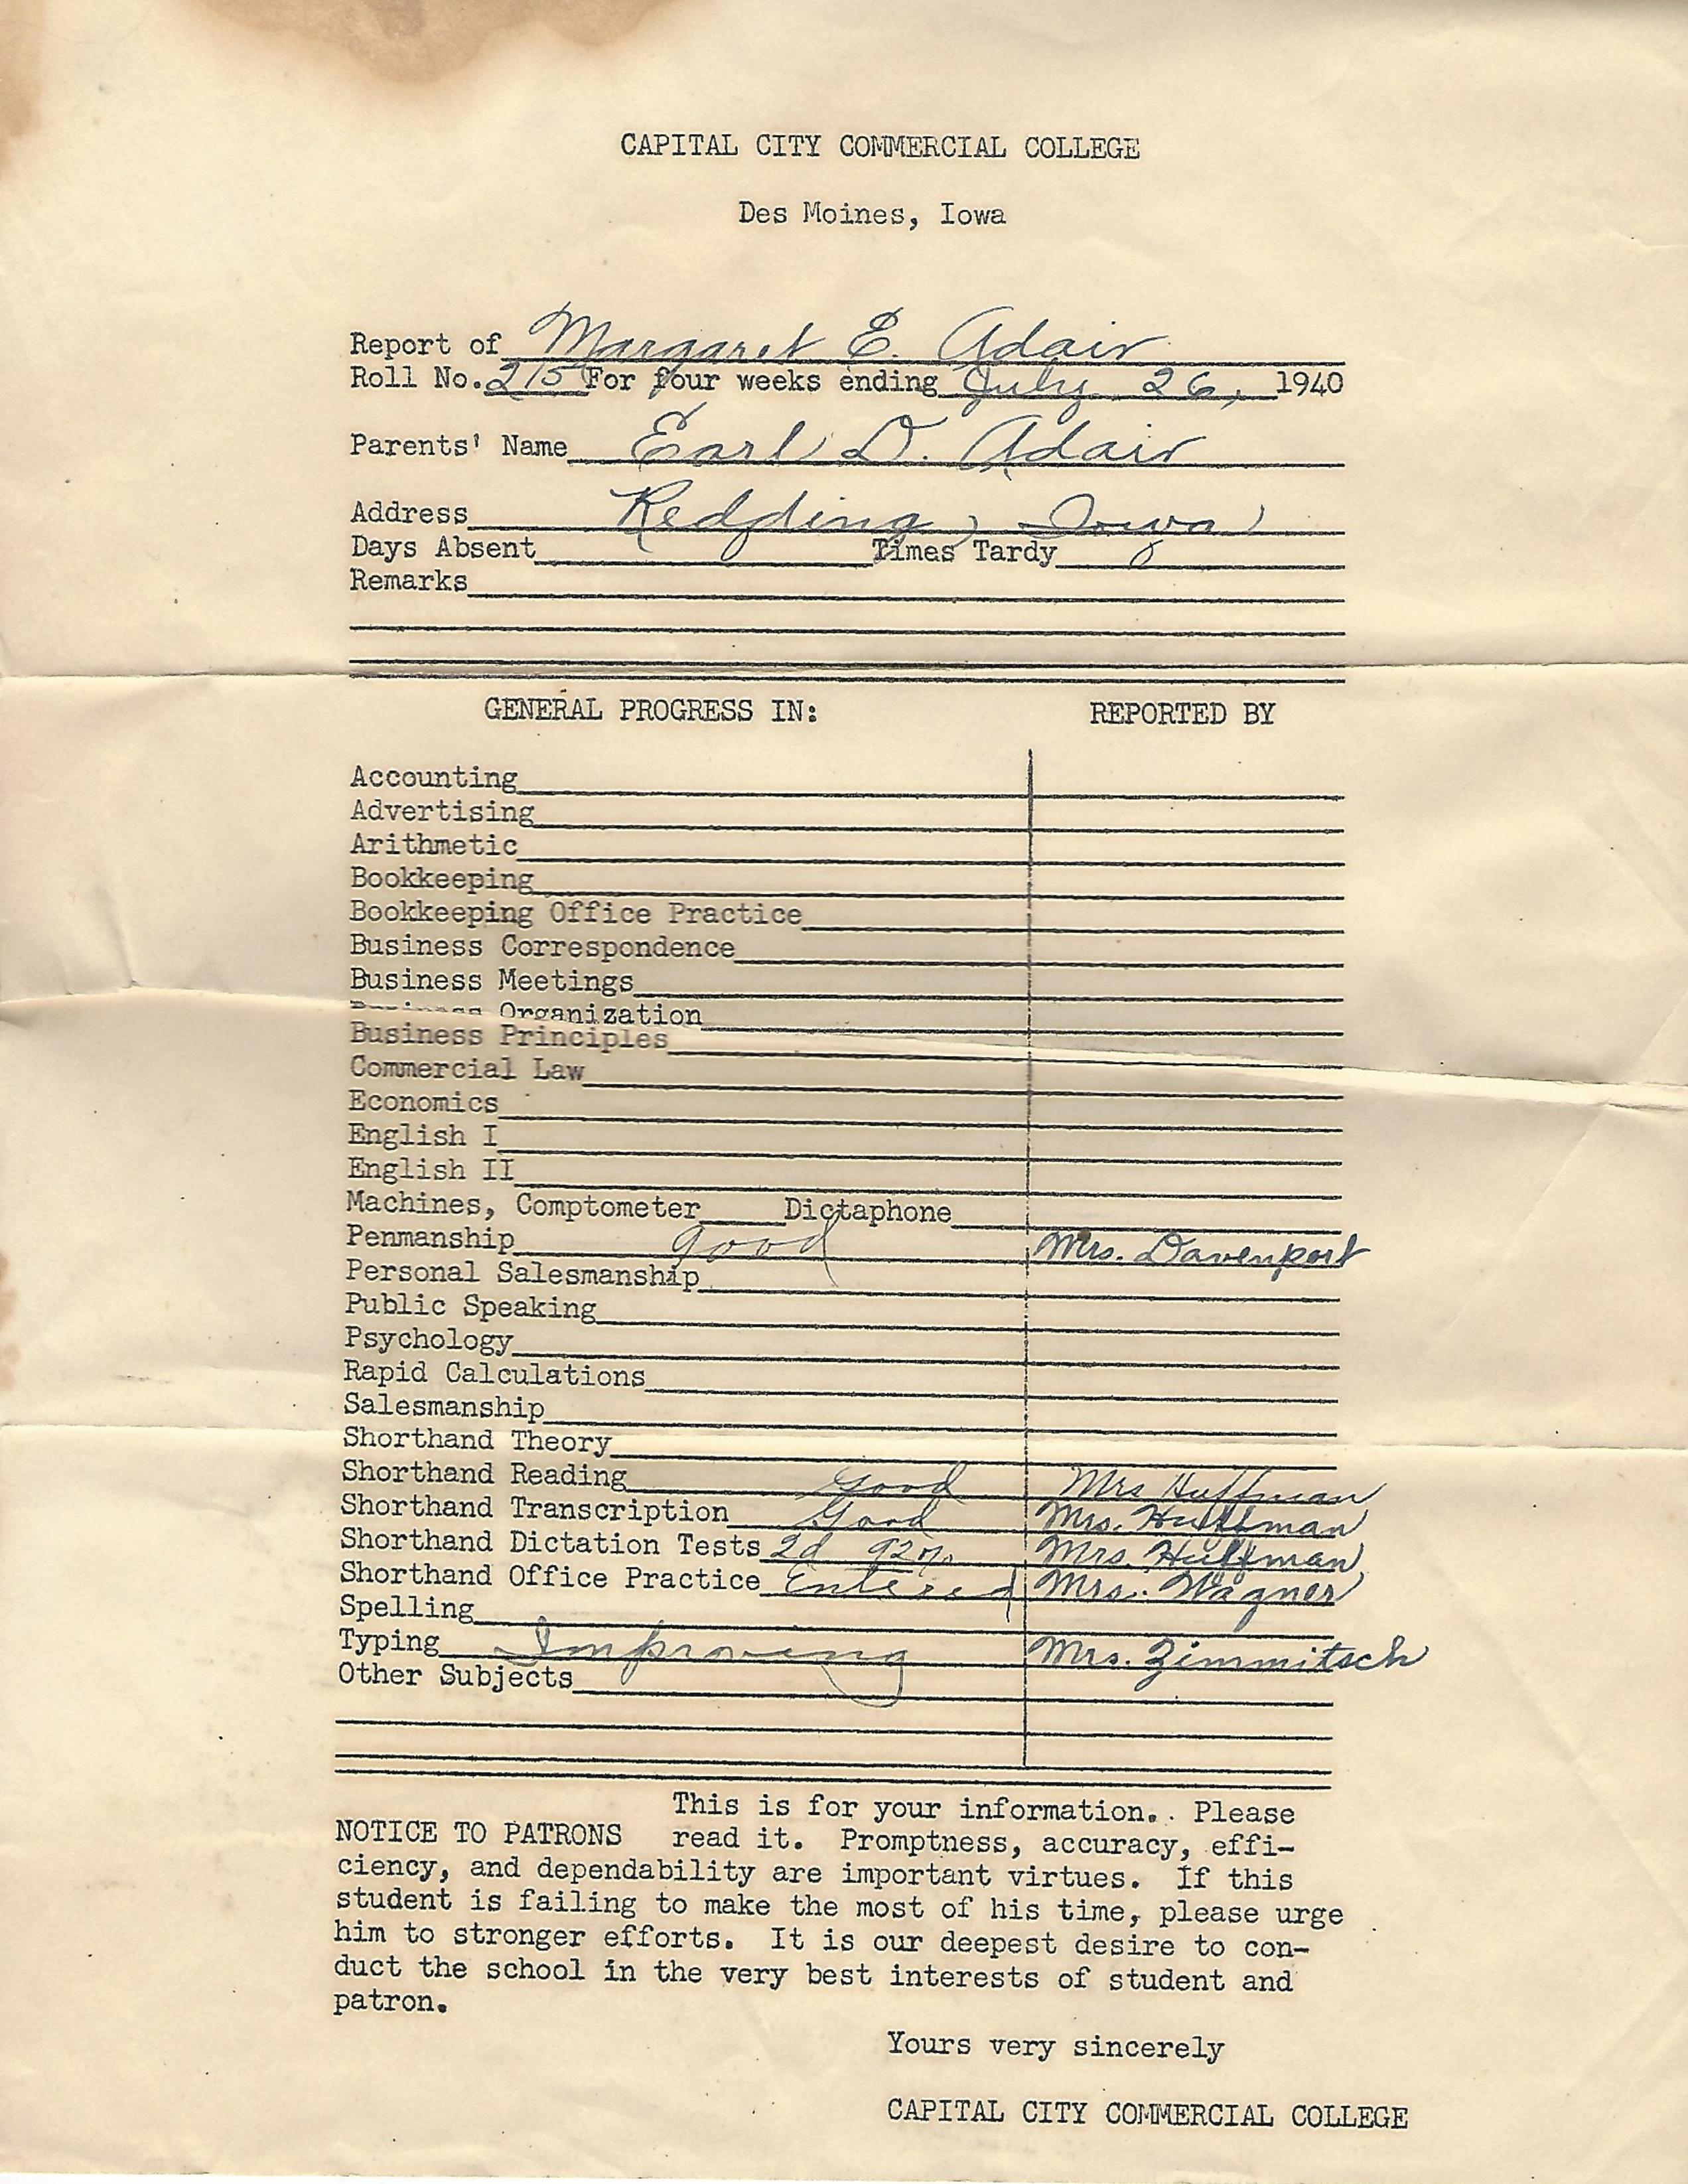 CAPITAL CITY COMMERCIAL COLLEGE
Des Moines, Iowa
Report of Margaret E. Adair
Roll No. 215 For four weeks ending July 26, 1940
Parents' Name Earl D. Adair
Address Redding, Iowa
Days Absent Times Tardy
Remarks
GENERAL PROGRESS IN: REPORTED BY
Accounting
Advertising
Arithmetic
Bookkeeping
Bookkeeping Office Practice
Business Correspondence
Business Meetings
Business Organization
Business Principles
Commercial Law
Economics
English I
English II
Machines, Comptometer Dictaphone
Penmanship good Mrs. Davenport
Personal Salesmanship
Public Speaking
Psychology
Rapid Calculations
Salesmanship
Shorthand Theory
Shorthand Reading Good Mrs Huffman
Shorthand Transcription Good Mrs. Huffman
Shorthand Dictation Tests 2d 92% Mrs. Huffman
Shorthand Office Practice Entered Mrs. Wagner
Spelling
Typing Improving Mrs. Zimmitsch
Other Subjects
This is for your information.. Please
NOTICE TO PATRONS read it. Promptness, accuracy, effi-
ciency, and dependability are important virtues. If this
student is failing to make the most of his time, please urge
him to stronger efforts. It is our deepest desire to con-
duct the school in the very best interests of student and
patron.
Yours very sincerely
CAPITAL CITY COMMERCIAL COLLEGE